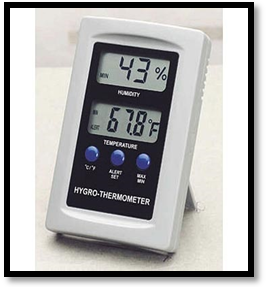 43%
MIN
HUMIDITY
67.8°F
TEMPERATURE
°C/°F
ALERT SET
MAX MIN
HYGRO-THERMOMETER